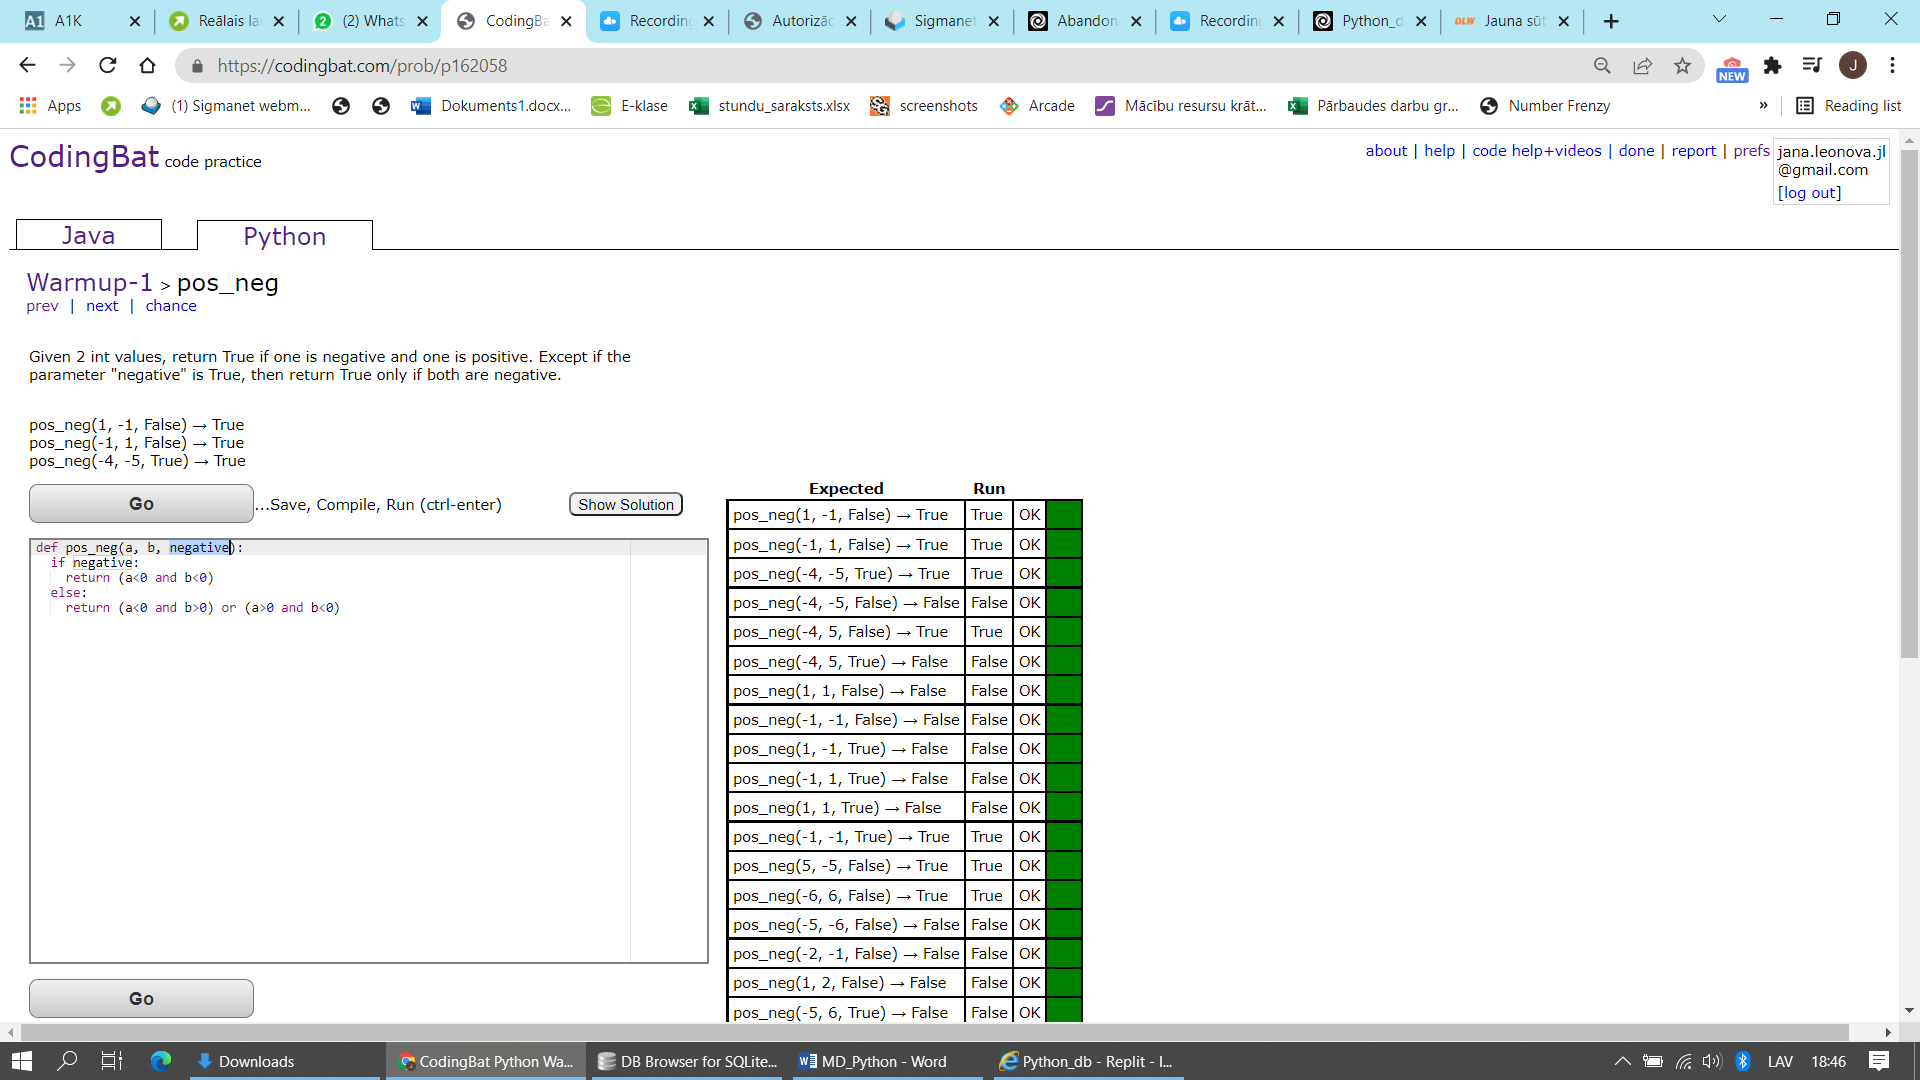 A1K
Reālais lai
(2) Whats
CodingBa
Recording
Autorizāc
Sigmanet
Abandon
Recording
Python_d
DLW Jauna sūt
https://codingbat.com/prob/p162058
NEW
J
Apps
(1) Sigmanet webm...
Dokuments1.docx...
E-klase
stundu_saraksts.xlsx
screenshots
Arcade
Mācību resursu krāt...
Pārbaudes darbu gr...
Number Frenzy
»
Reading list
CodingBat code practice
about | help | code help+videos | done | report | prefs
jana.leonova.jl
@gmail.com
[log out]
Java
Python
Warmup-1 > pos_neg
prev | next | chance
Given 2 int values, return True if one is negative and one is positive. Except if the
parameter "negative" is True, then return True only if both are negative.
pos_neg(1, -1, False) → True
pos_neg(-1, 1, False) → True
pos_neg(-4, -5, True) → True
Go
...Save, Compile, Run (ctrl-enter)
Show Solution
def pos_neg(a, b, negative):
if negative:
return (a<0 and b<0)
else:
return (a<0 and b>0) or (a>0 and b<0)
Go
Expected Run
pos_neg(1, -1, False) → True True OK
pos_neg(-1, 1, False) → True True OK
pos_neg(-4, -5, True) → True True OK
pos_neg(-4, -5, False) → False False OK
pos_neg(-4, 5, False) → True True OK
pos_neg(-4, 5, True) → False False OK
pos_neg(1, 1, False) → False False OK
pos_neg(-1, -1, False) → False False OK
pos_neg(1, -1, True) → False False OK
pos_neg(-1, 1, True) → False False OK
pos_neg(1, 1, True) → False False OK
pos_neg(-1, -1, True) → True True OK
pos_neg(5, -5, False) → True True OK
pos_neg(-6, 6, False) → True True OK
pos_neg(-5, -6, False) → False False OK
pos_neg(-2, -1, False) → False False OK
pos_neg(1, 2, False) → False False OK
pos_neg(-5, 6, True) → False False OK
Downloads
CodingBat Python Wa...
DB Browser for SQLite...
MD_Python - Word
Python_db - Replit - I...
LAV
18:46